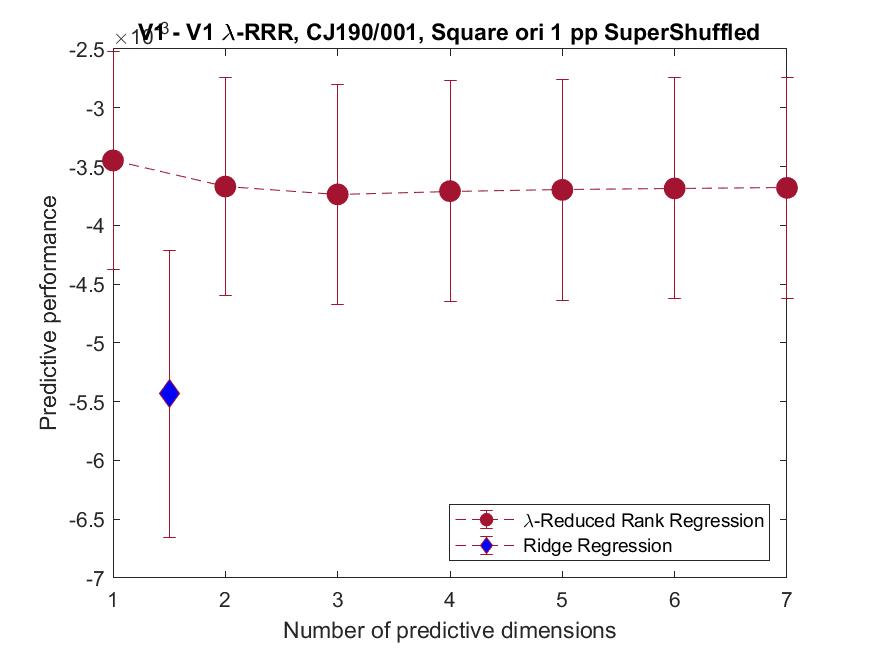 ×10⁻³
V1 - V1 λ-RRR, CJ190/001, Square ori 1 pp SuperShuffled
-2.5
-3
-3.5
-4
-4.5
-5
-5.5
-6
-6.5
-7
Predictive performance
1 2 3 4 5 6 7
Number of predictive dimensions
λ-Reduced Rank Regression
Ridge Regression